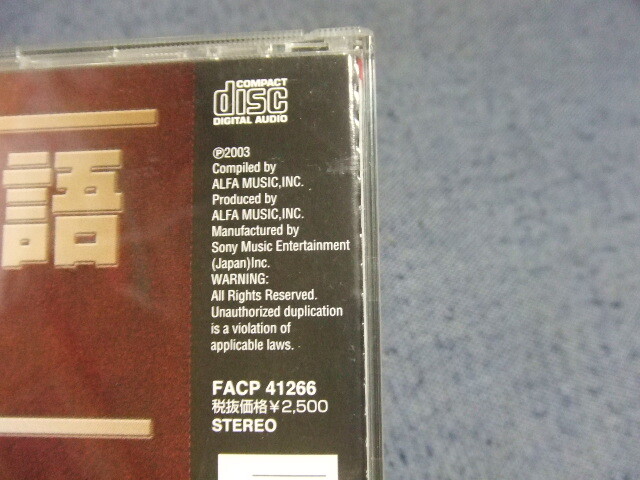 語
COMPACT
disc
DIGITAL AUDIO
℗2003
Compiled by
ALFA MUSIC,INC.
Produced by
ALFA MUSIC,INC.
Manufactured by
Sony Music Entertainment
(Japan)Inc.
WARNING:
All Rights Reserved.
Unauthorized duplication
is a violation of
applicable laws.
FACP 41266
税抜価格¥2,500
STEREO